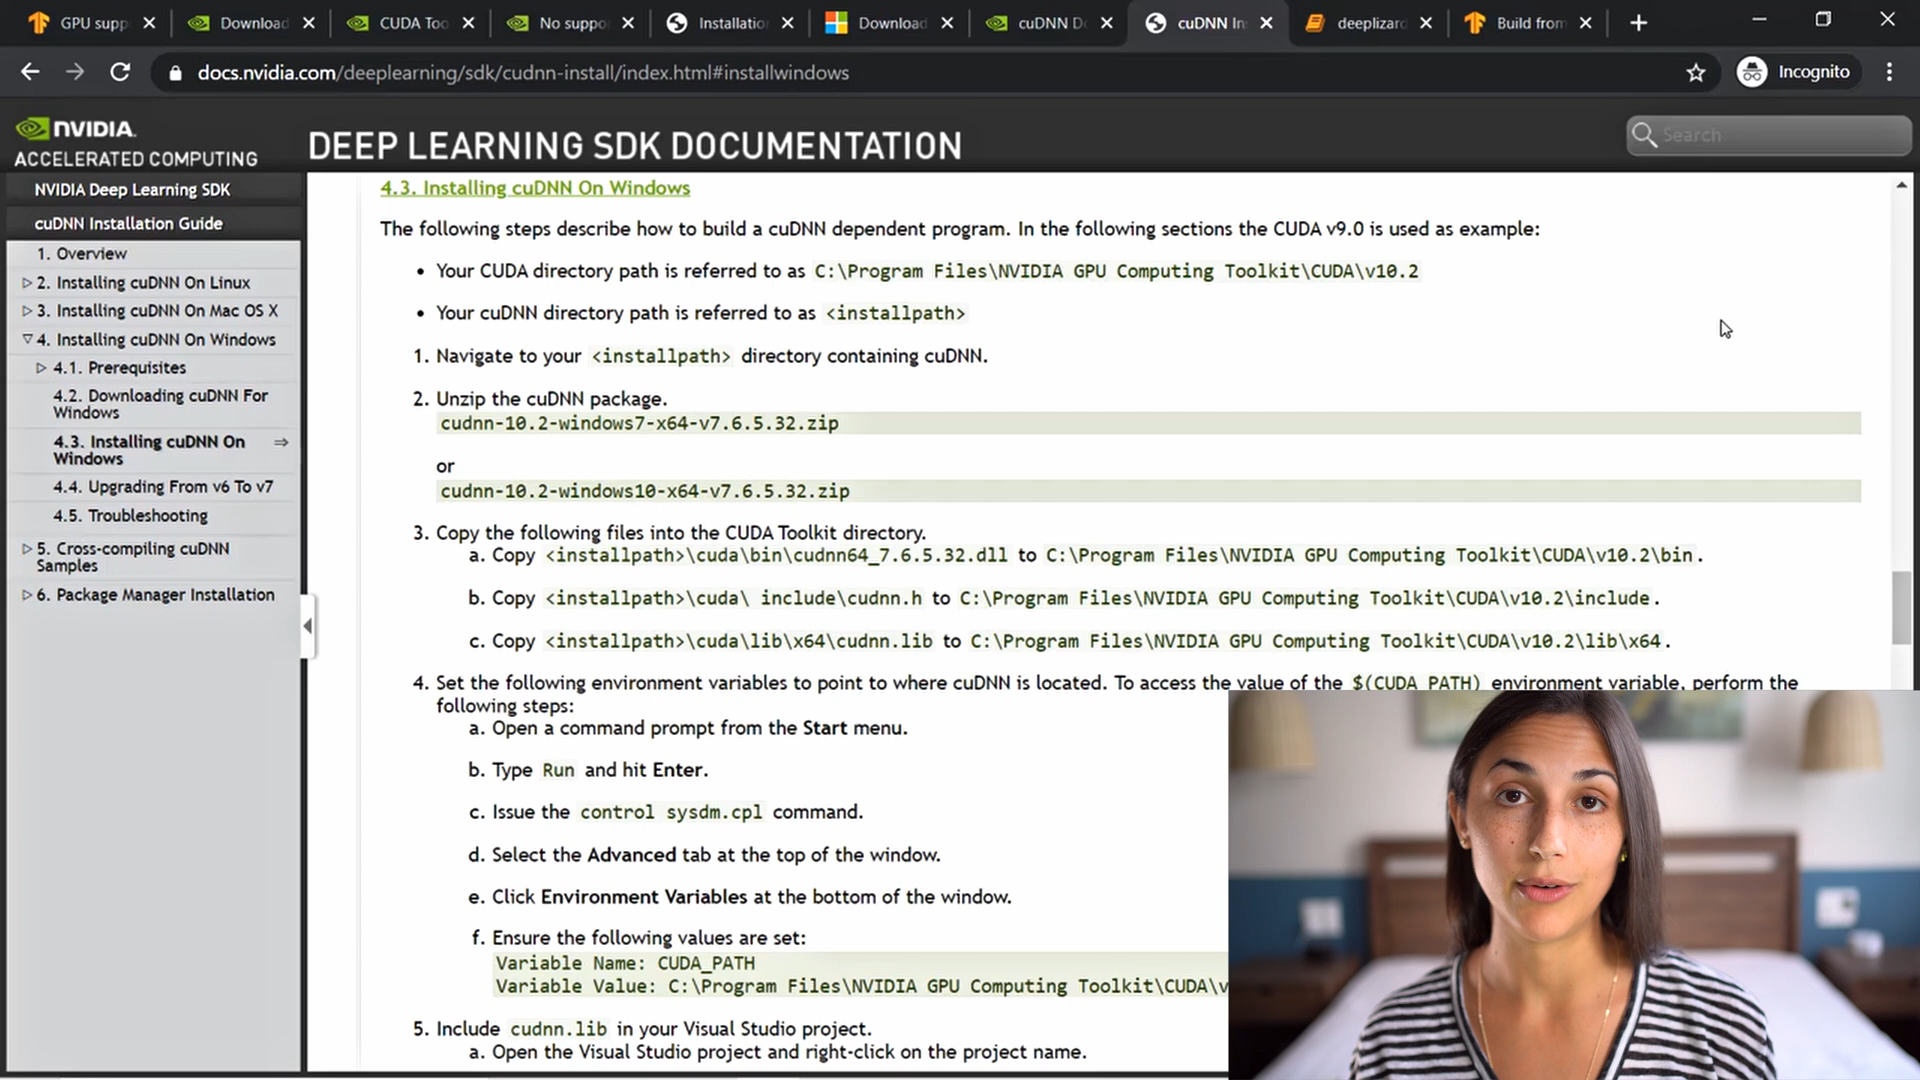 GPU supp
Download
CUDA Too
No suppo
Installatio
Download
cuDNN D
cuDNN In
deeplizard
Build from
docs.nvidia.com/deeplearning/sdk/cudnn-install/index.html#installwindows
Incognito
NVIDIA.
ACCELERATED COMPUTING
DEEP LEARNING SDK DOCUMENTATION
Search
NVIDIA Deep Learning SDK
cuDNN Installation Guide
1. Overview
2. Installing cuDNN On Linux
3. Installing cuDNN On Mac OS X
4. Installing cuDNN On Windows
4.1. Prerequisites
4.2. Downloading cuDNN For
Windows
4.3. Installing cuDNN On
Windows
4.4. Upgrading From v6 To v7
4.5. Troubleshooting
5. Cross-compiling cuDNN
Samples
6. Package Manager Installation
4.3. Installing cuDNN On Windows
The following steps describe how to build a cuDNN dependent program. In the following sections the CUDA v9.0 is used as example:
• Your CUDA directory path is referred to as C:\Program Files\NVIDIA GPU Computing Toolkit\CUDA\v10.2
• Your cuDNN directory path is referred to as <installpath>
1. Navigate to your <installpath> directory containing cuDNN.
2. Unzip the cuDNN package.
cudnn-10.2-windows7-x64-v7.6.5.32.zip
or
cudnn-10.2-windows10-x64-v7.6.5.32.zip
3. Copy the following files into the CUDA Toolkit directory.
a. Copy <installpath>\cuda\bin\cudnn64_7.6.5.32.dll to C:\Program Files\NVIDIA GPU Computing Toolkit\CUDA\v10.2\bin.
b. Copy <installpath>\cuda\ include\cudnn.h to C:\Program Files\NVIDIA GPU Computing Toolkit\CUDA\v10.2\include.
c. Copy <installpath>\cuda\lib\x64\cudnn.lib to C:\Program Files\NVIDIA GPU Computing Toolkit\CUDA\v10.2\lib\x64.
4. Set the following environment variables to point to where cuDNN is located. To access the value of the $(CUDA_PATH) environment variable, perform the
following steps:
a. Open a command prompt from the Start menu.
b. Type Run and hit Enter.
c. Issue the control sysdm.cpl command.
d. Select the Advanced tab at the top of the window.
e. Click Environment Variables at the bottom of the window.
f. Ensure the following values are set:
Variable Name: CUDA_PATH
Variable Value: C:\Program Files\NVIDIA GPU Computing Toolkit\CUDA\v
5. Include cudnn.lib in your Visual Studio project.
a. Open the Visual Studio project and right-click on the project name.